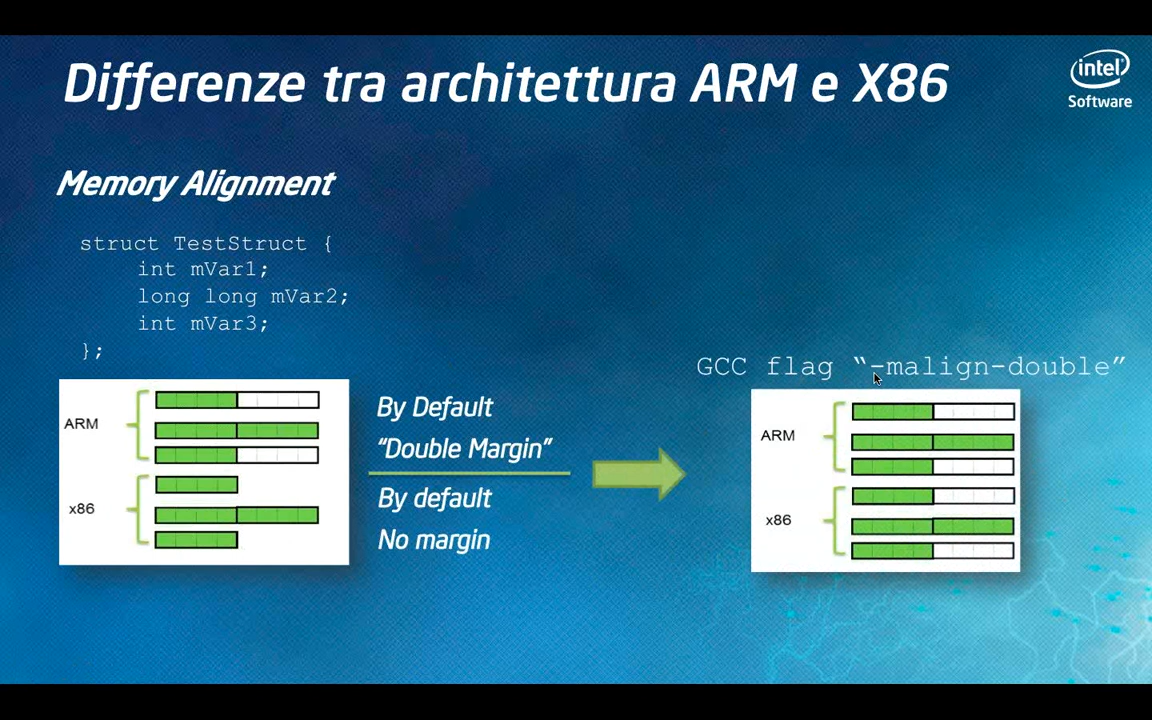 Differenze tra architettura ARM e X86
intel
Software
Memory Alignment
struct TestStruct {
int mVar1;
long long mVar2;
int mVar3;
};
ARM
x86
By Default
“Double Margin”
By default
No margin
GCC flag “-malign-double”
ARM
x86